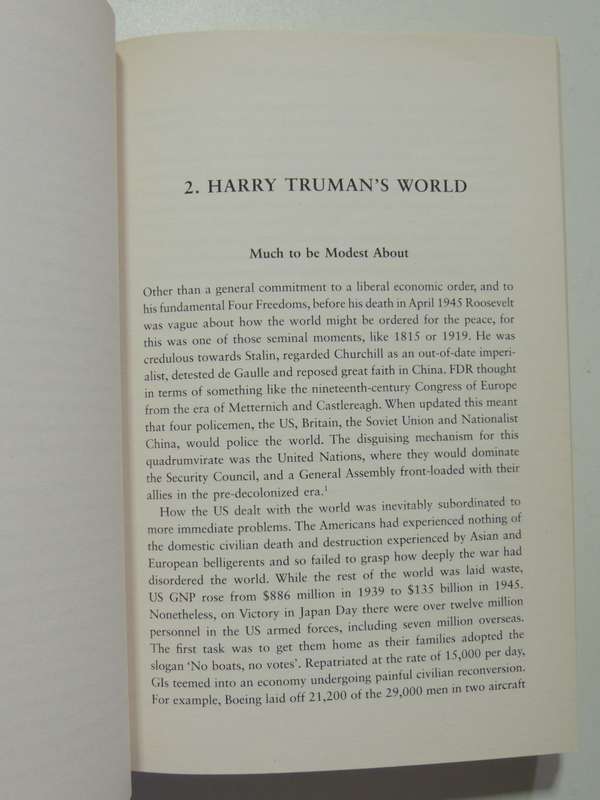 2. HARRY TRUMAN'S WORLD
Much to be Modest About
Other than a general commitment to a liberal economic order, and to
his fundamental Four Freedoms, before his death in April 1945 Roosevelt
was vague about how the world might be ordered for the peace, for
this was one of those seminal moments, like 1815 or 1919. He was
credulous towards Stalin, regarded Churchill as an out-of-date imperi-
alist, detested de Gaulle and reposed great faith in China. FDR thought
in terms of something like the nineteenth-century Congress of Europe
from the era of Metternich and Castlereagh. When updated this meant
that four policemen, the US, Britain, the Soviet Union and Nationalist
China, would police the world. The disguising mechanism for this
quadrumvirate was the United Nations, where they would dominate
the Security Council, and a General Assembly front-loaded with their
allies in the pre-decolonized era.¹
How the US dealt with the world was inevitably subordinated to
more immediate problems. The Americans had experienced nothing of
the domestic civilian death and destruction experienced by Asian and
European belligerents and so failed to grasp how deeply the war had
disordered the world. While the rest of the world was laid waste,
US GNP rose from $886 million in 1939 to $135 billion in 1945.
Nonetheless, on Victory in Japan Day there were over twelve million
personnel in the US armed forces, including seven million overseas.
The first task was to get them home as their families adopted the
slogan 'No boats, no votes'. Repatriated at the rate of 15,000 per day,
GIs teemed into an economy undergoing painful civilian reconversion.
For example, Boeing laid off 21,200 of the 29,000 men in two aircraft